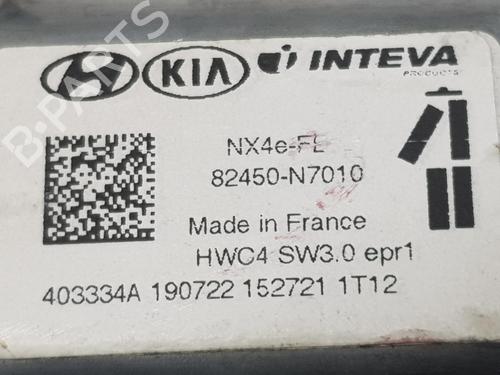 KIA INTEVA
PRODUCTS
NX4e-FL
82450-N7010
Made in France
HWC4 SW3.0 epr1
403334A 190722 152721 1T12
B-PARTS